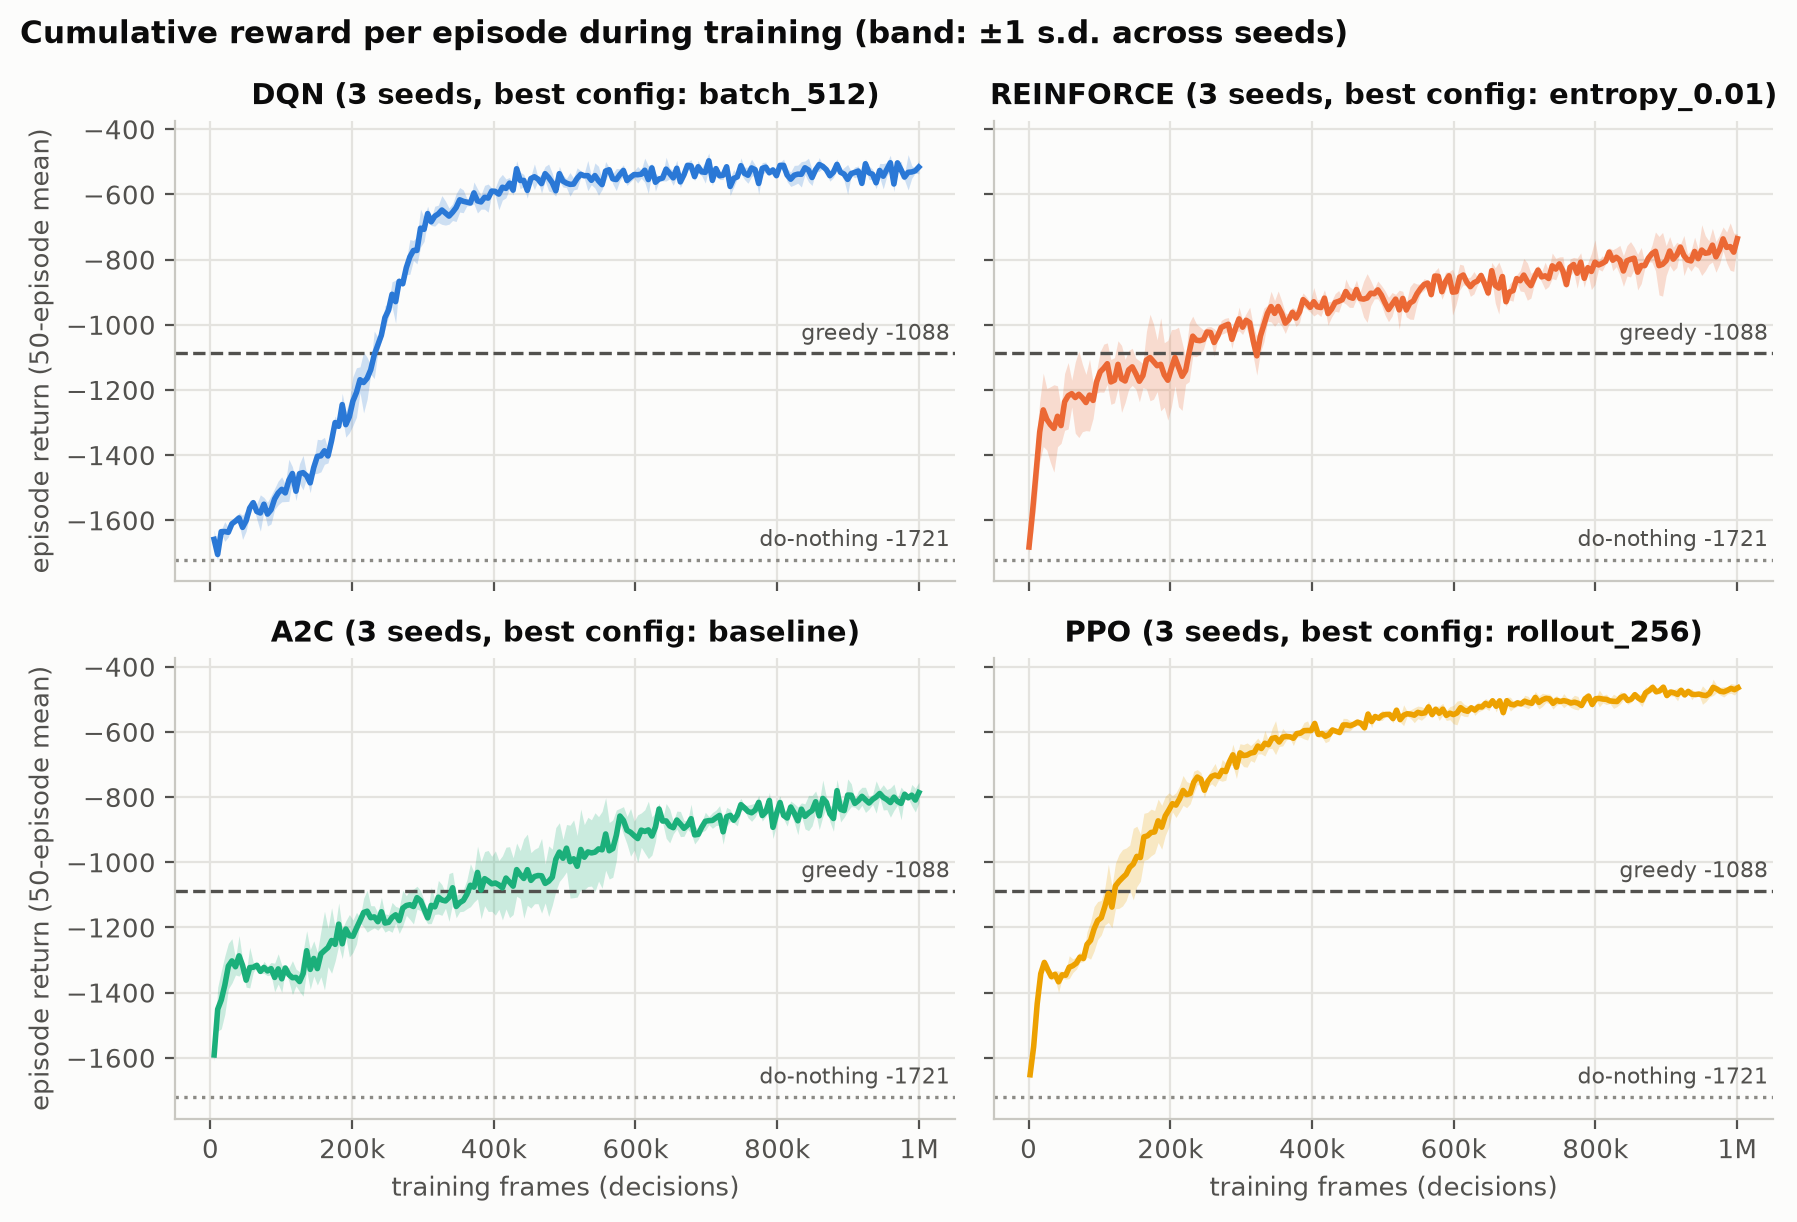 Cumulative reward per episode during training (band: ±1 s.d. across seeds)
DQN (3 seeds, best config: batch_512)
episode return (50-episode mean)
−400
−600
−800
−1000
−1200
−1400
−1600
greedy -1088
do-nothing -1721
REINFORCE (3 seeds, best config: entropy_0.01)
greedy -1088
do-nothing -1721
A2C (3 seeds, best config: baseline)
episode return (50-episode mean)
−400
−600
−800
−1000
−1200
−1400
−1600
greedy -1088
do-nothing -1721
0 200k 400k 600k 800k 1M
training frames (decisions)
PPO (3 seeds, best config: rollout_256)
greedy -1088
do-nothing -1721
0 200k 400k 600k 800k 1M
training frames (decisions)